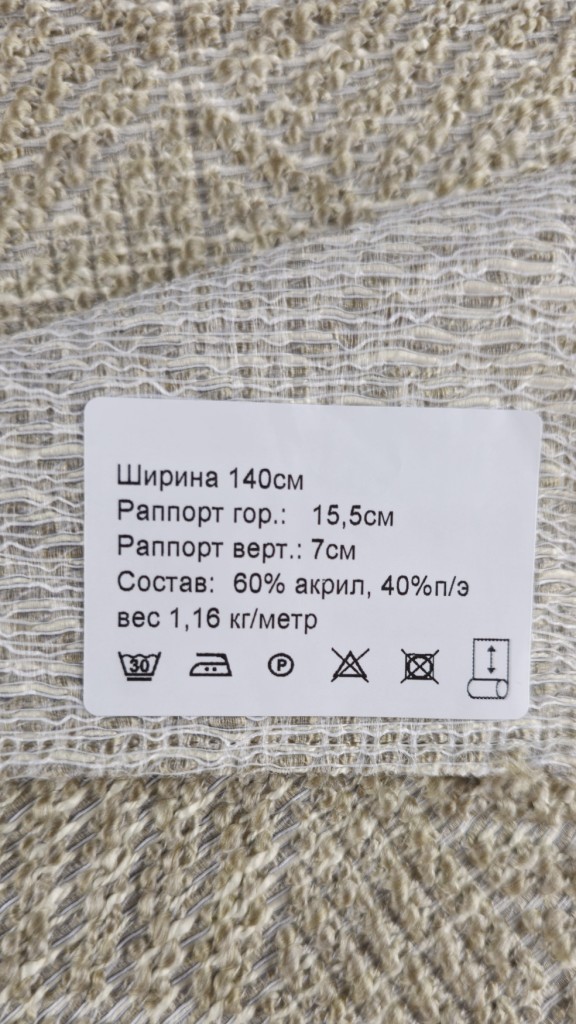 Ширина 140см
Раппорт гор.: 15,5см
Раппорт верт.: 7см
Состав: 60% акрил, 40%п/э
вес 1,16 кг/метр
30 P